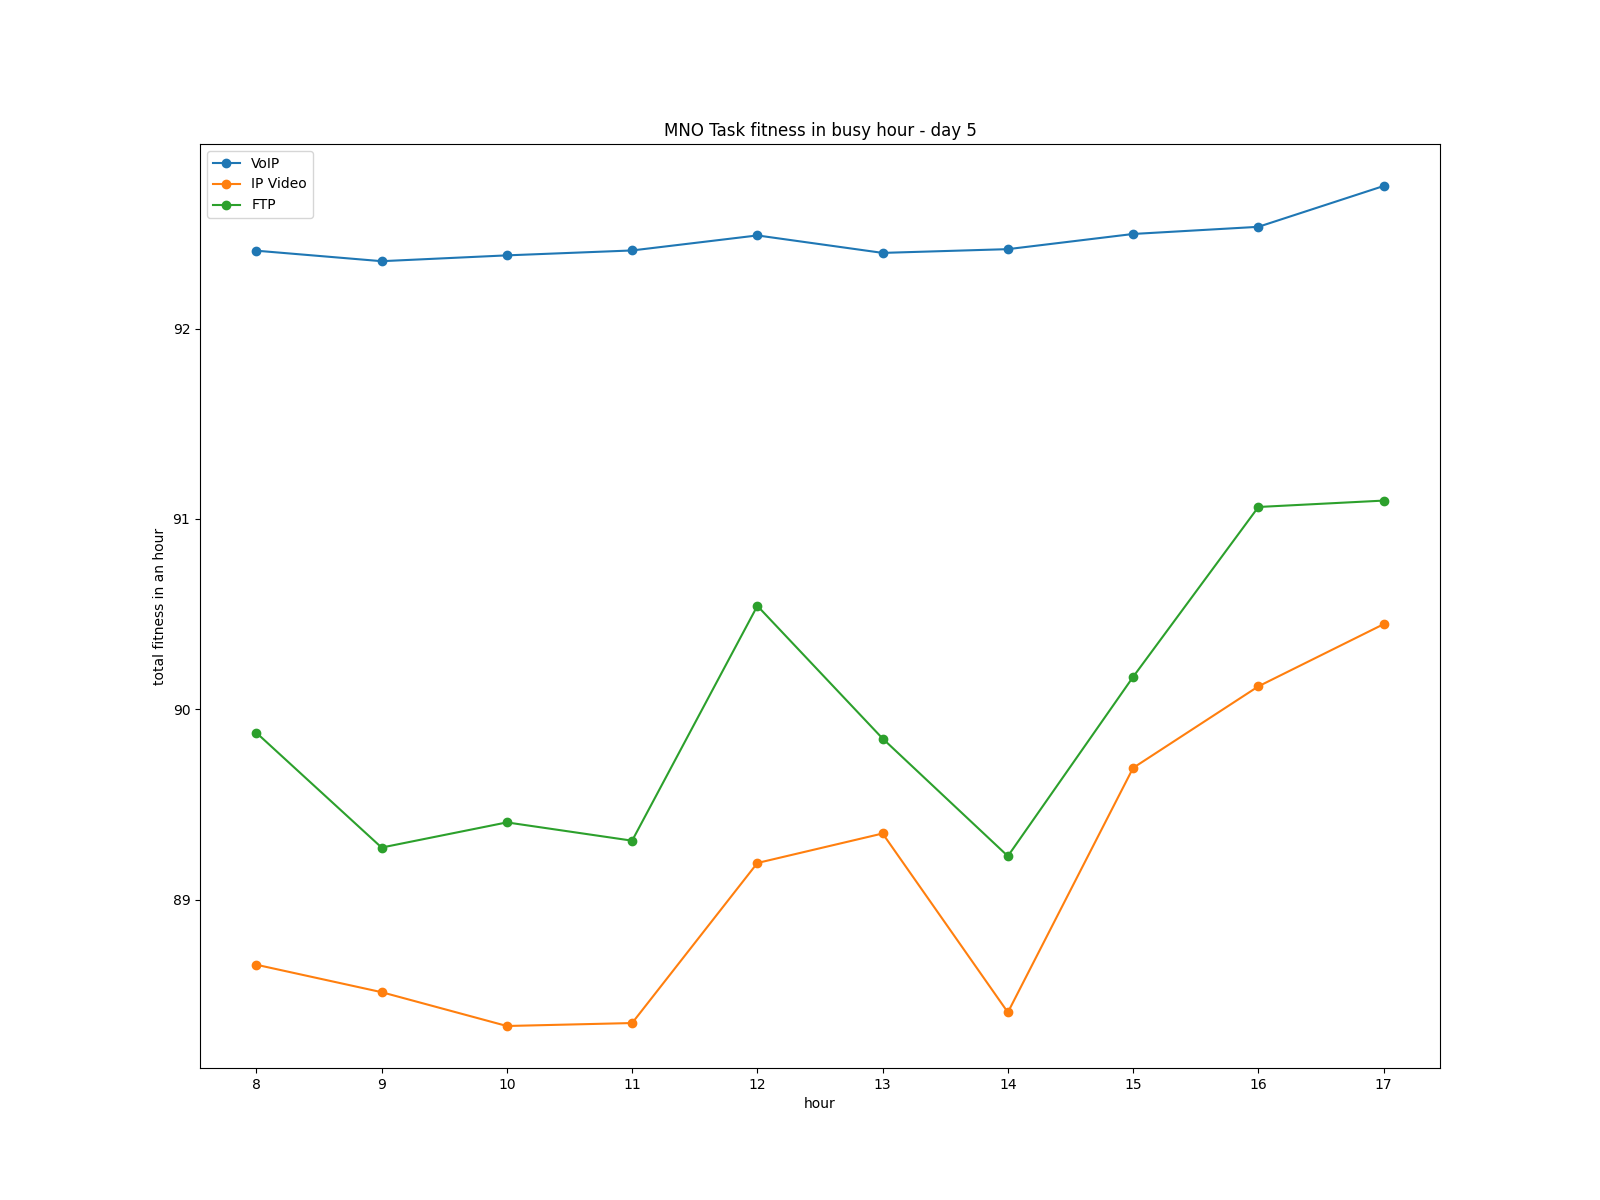 MNO Task fitness in busy hour - day 5
VoIP
IP Video
FTP
total fitness in an hour
92
91
90
89
8 9 10 11 12 13 14 15 16 17
hour